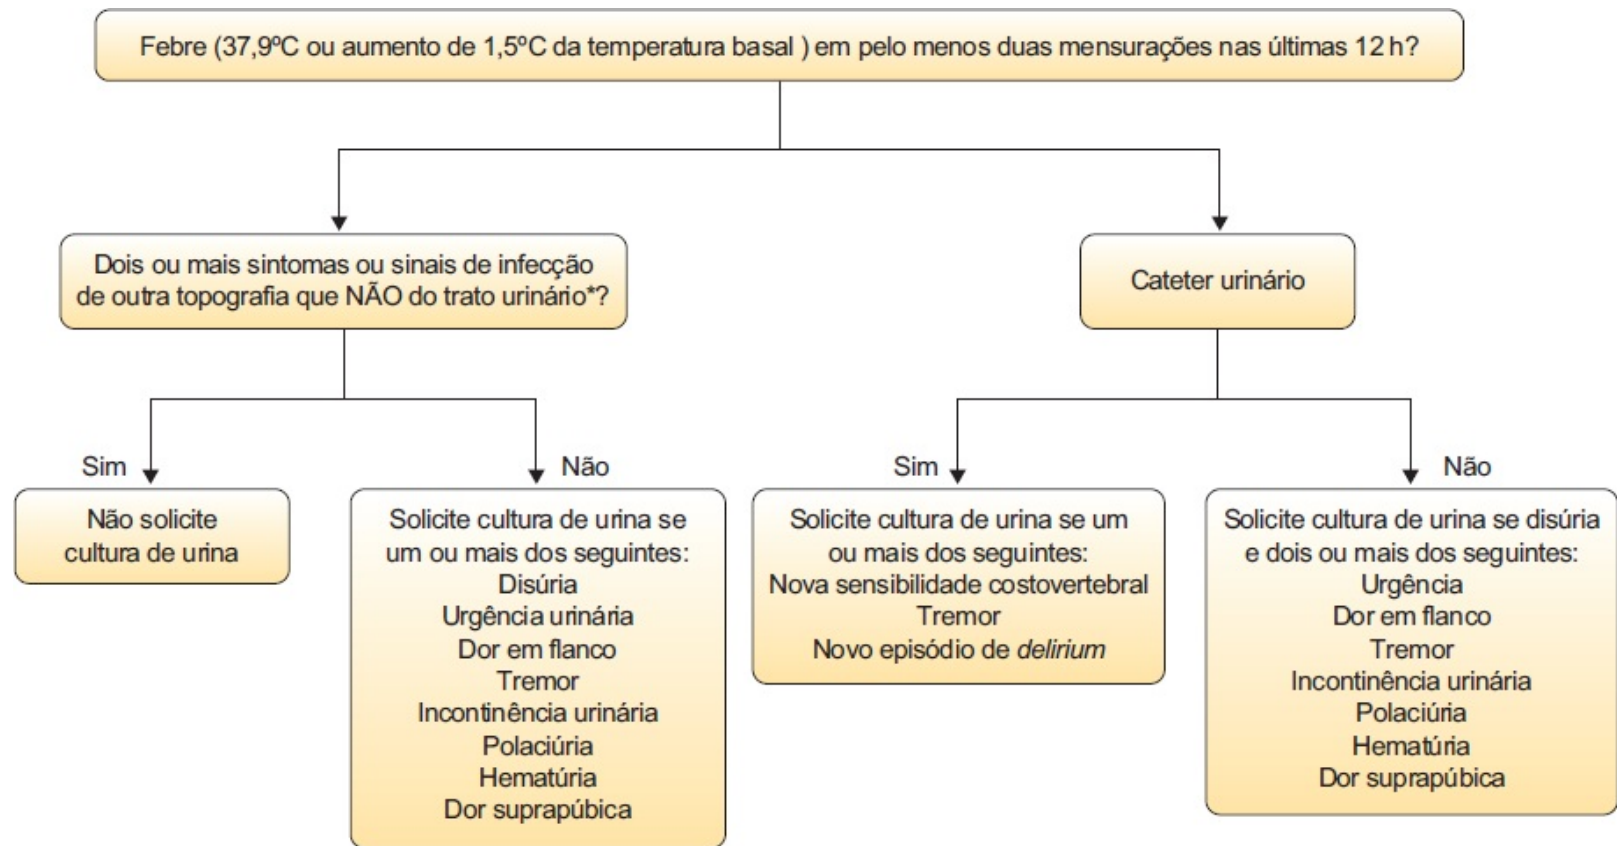 Febre (37,9ºC ou aumento de 1,5ºC da temperatura basal ) em pelo menos duas mensurações nas últimas 12 h?
Dois ou mais sintomas ou sinais de infecção
de outra topografia que NÃO do trato urinário*?
Cateter urinário
Sim
Não
Sim
Não
Não solicite
cultura de urina
Solicite cultura de urina se
um ou mais dos seguintes:
Disúria
Urgência urinária
Dor em flanco
Tremor
Incontinência urinária
Polaciúria
Hematúria
Dor suprapúbica
Solicite cultura de urina se um
ou mais dos seguintes:
Nova sensibilidade costovertebral
Tremor
Novo episódio de delirium
Solicite cultura de urina se disúria
e dois ou mais dos seguintes:
Urgência
Dor em flanco
Tremor
Incontinência urinária
Polaciúria
Hematúria
Dor suprapúbica